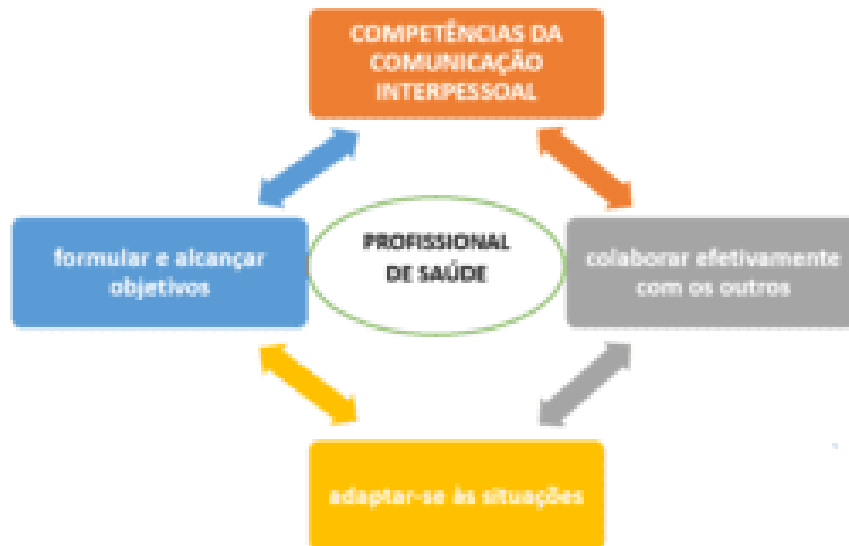 COMPETÊNCIAS DA
COMUNICAÇÃO
INTERPESSOAL
PROFISSIONAL
DE SAÚDE
formular e alcançar
objetivos
colaborar efetivamente
com os outros
adaptar-se às situações